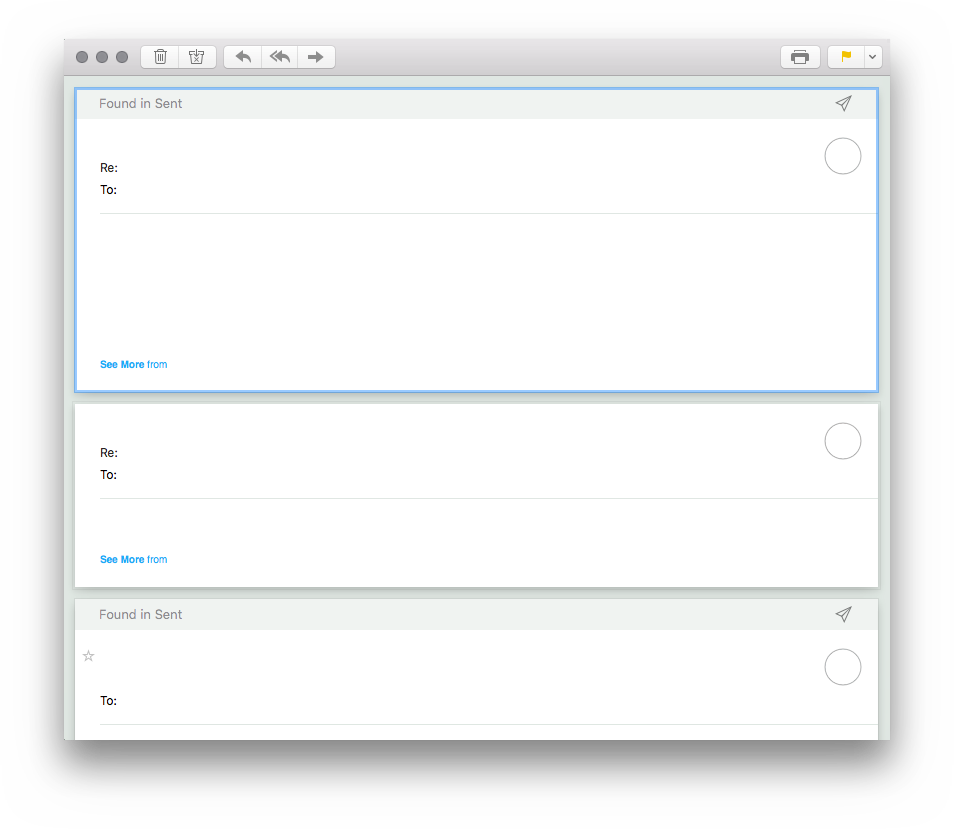 Found in Sent
Re:
To:
See More from
Re:
To:
See More from
Found in Sent
To: